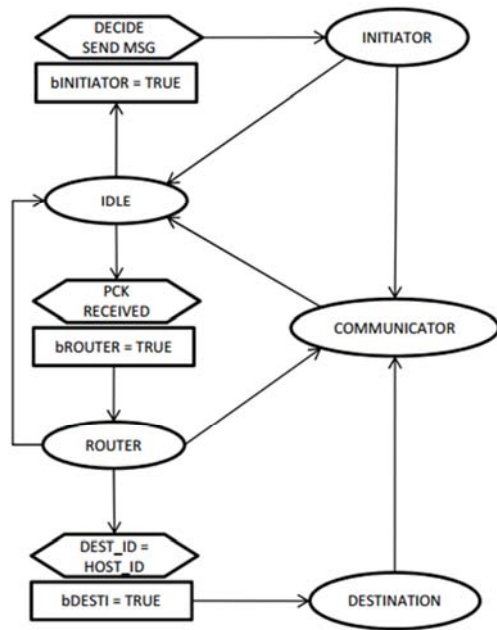 DECIDE
SEND MSG
INITIATOR
bINITIATOR = TRUE
IDLE
PCK
RECEIVED
COMMUNICATOR
bROUTER = TRUE
ROUTER
DEST_ID =
HOST_ID
bDESTI = TRUE
DESTINATION